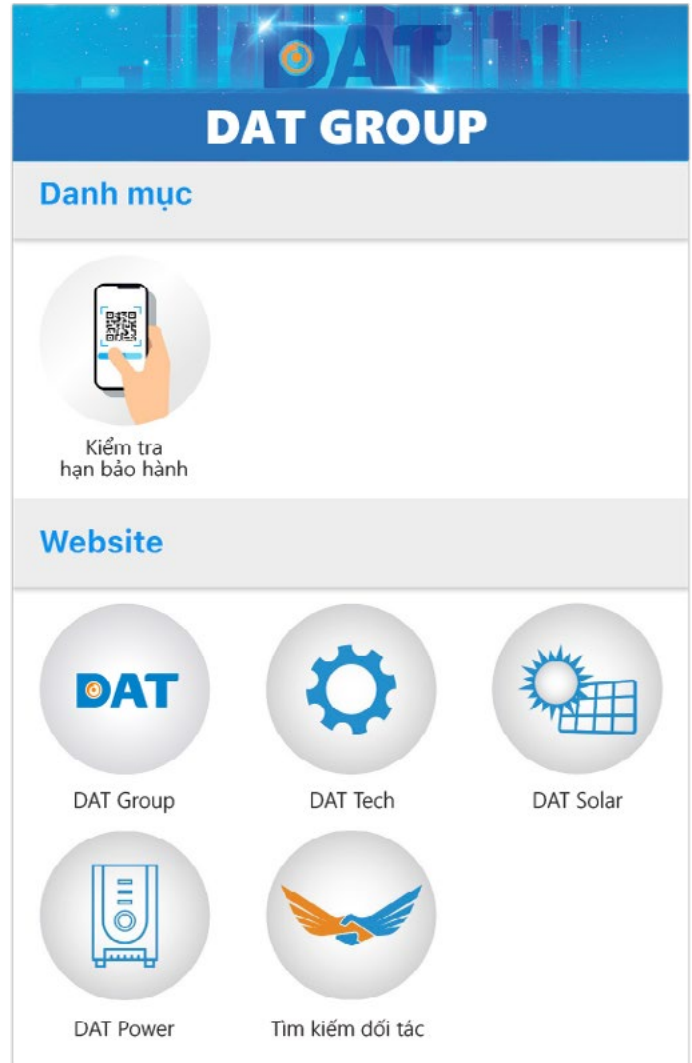 DAT
DAT GROUP
Danh mục
Kiểm tra
hạn bảo hành
Website
DAT
DAT Group
DAT Tech
DAT Solar
DAT Power
Tìm kiếm dối tác